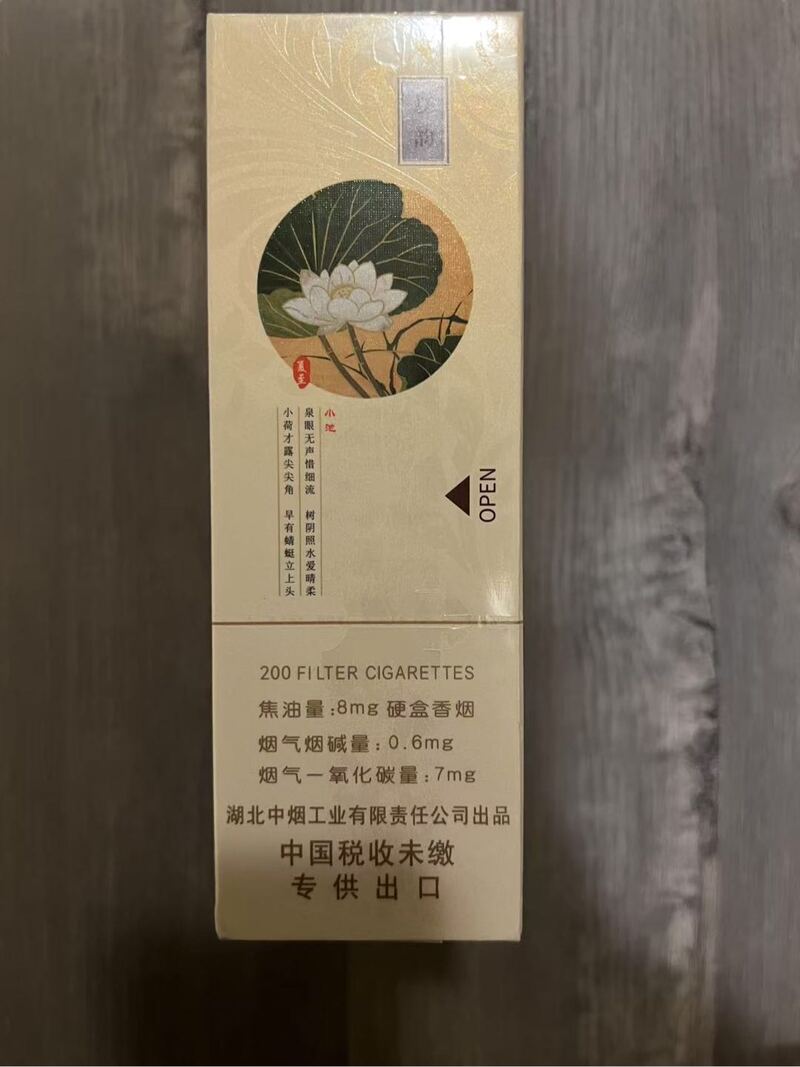 韵
夏至
小池
泉眼无声惜细流 树阴照水爱晴柔
小荷才露尖尖角 早有蜻蜓立上头
OPEN
200 FILTER CIGARETTES
焦油量:8mg 硬盒香烟
烟气烟碱量:0.6mg
烟气一氧化碳量:7mg
湖北中烟工业有限责任公司出品
中国税收未缴
专供出口